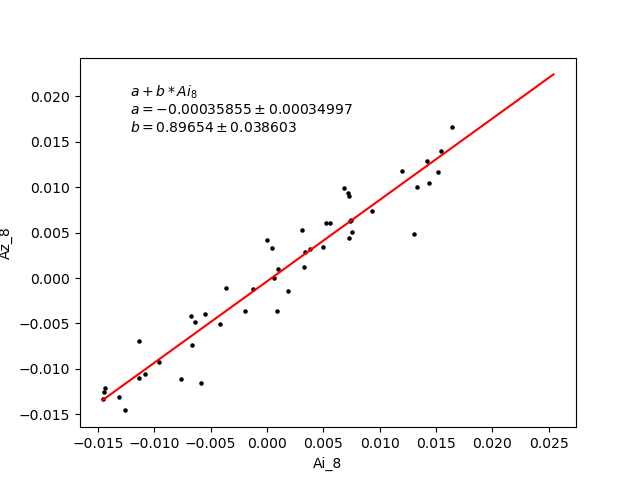 a + b * Ai₈
a = −0.00035855 ± 0.00034997
b = 0.89654 ± 0.038603
0.020
0.015
0.010
0.005
0.000
−0.005
−0.010
−0.015
Az_8
−0.015 −0.010 −0.005 0.000 0.005 0.010 0.015 0.020 0.025
Ai_8